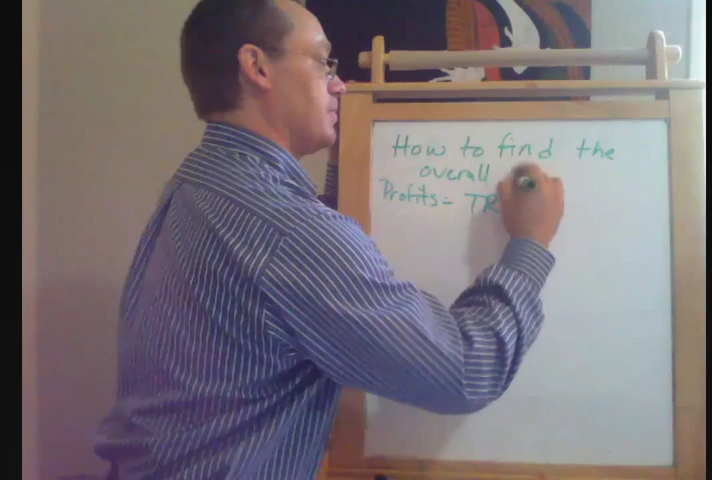 How to find the
overall
Profits = TR